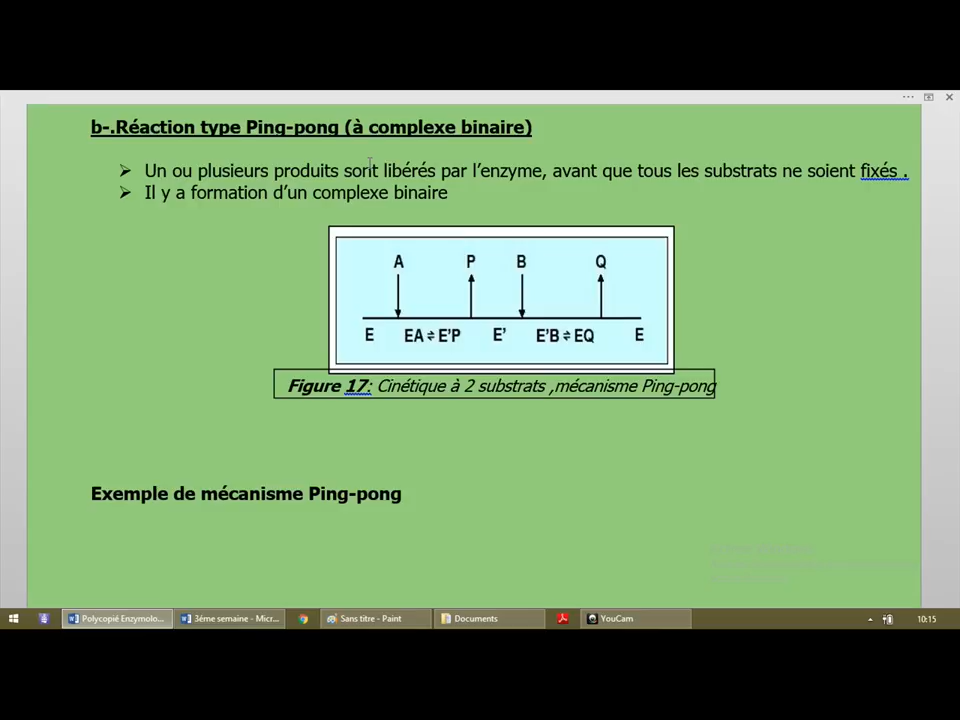 b-.Réaction type Ping-pong (à complexe binaire)
Un ou plusieurs produits sont libérés par l’enzyme, avant que tous les substrats ne soient fixés .
Il y a formation d’un complexe binaire
A P B Q
E EA ⇌ E’P E’ E’B ⇌ EQ E
Figure 17: Cinétique à 2 substrats ,mécanisme Ping-pong
Exemple de mécanisme Ping-pong
Polycopié Enzymolo... 3éme semaine - Micr... Sans titre - Paint Documents YouCam 10:15